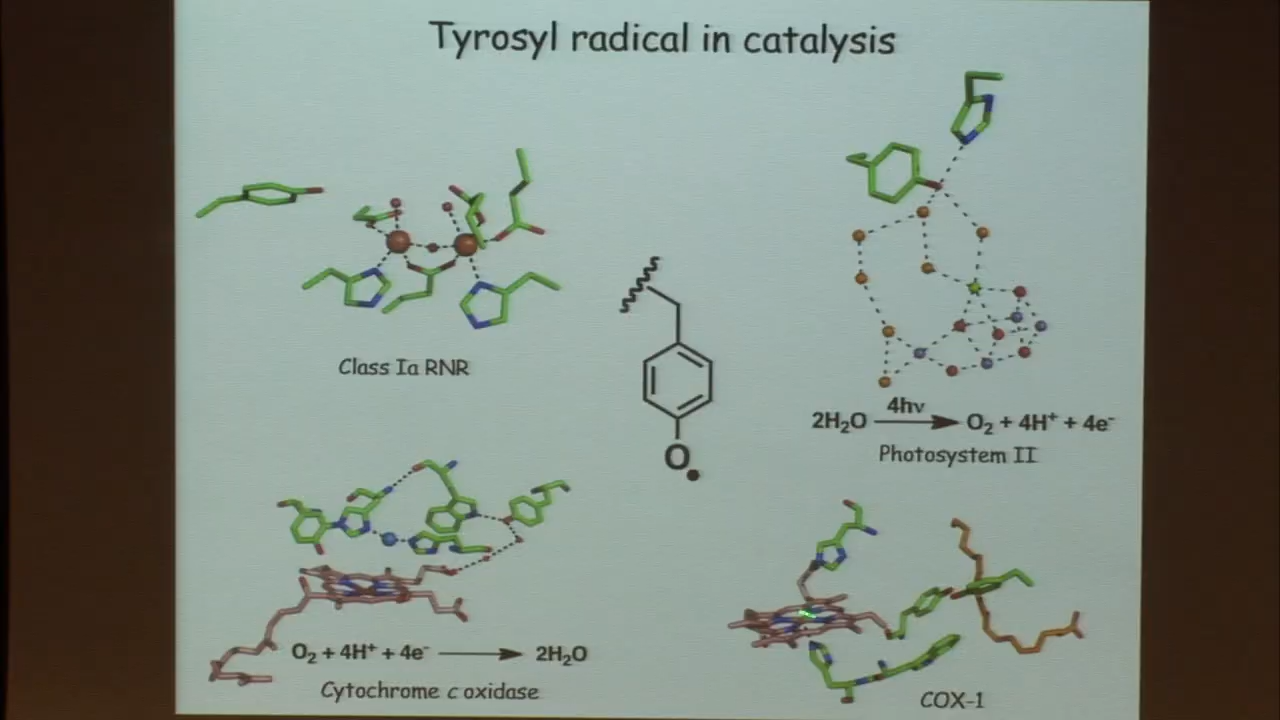 Tyrosyl radical in catalysis
Class Ia RNR
O•
4hν
2H₂O → O₂ + 4H⁺ + 4e⁻
Photosystem II
O₂ + 4H⁺ + 4e⁻ → 2H₂O
Cytochrome c oxidase
COX-1